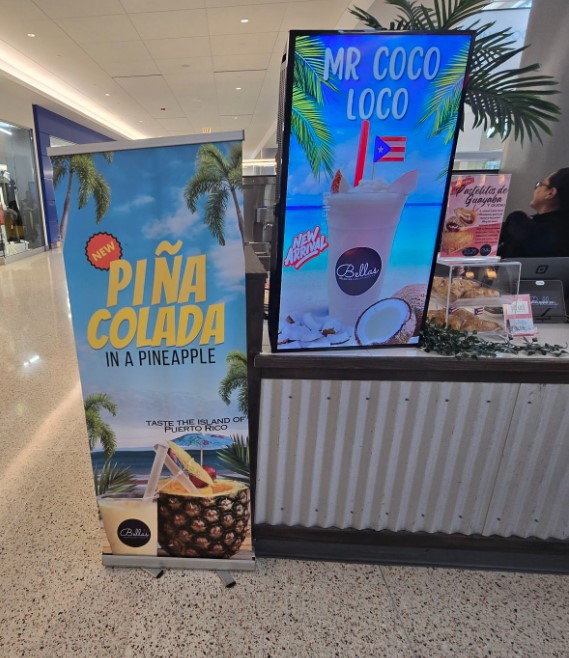 NEW
PIÑA
COLADA
IN A PINEAPPLE
TASTE THE ISLAND OF
PUERTO RICO
Bella's
MR COCO
LOCO
NEW
ARRIVAL
Bellas
Pastelitos de
Guayaba